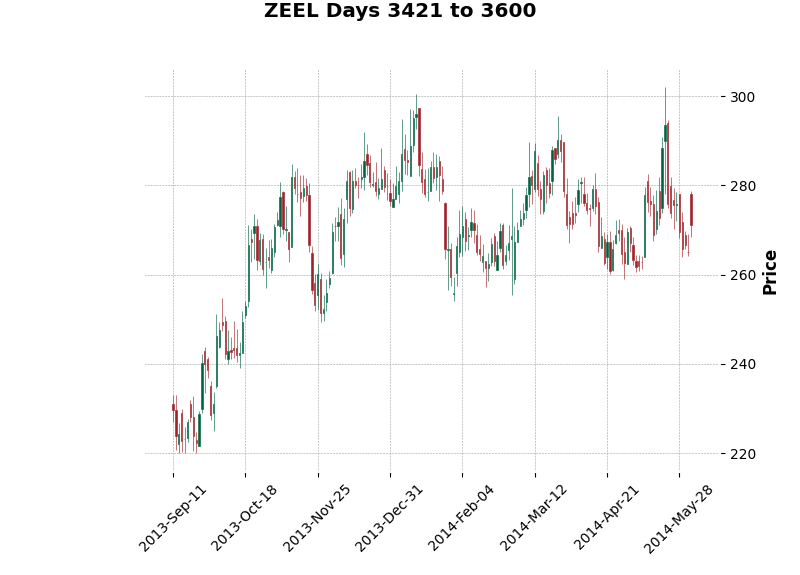 ZEEL Days 3421 to 3600
300
280
260
240
220
Price
2013-Sep-11
2013-Oct-18
2013-Nov-25
2013-Dec-31
2014-Feb-04
2014-Mar-12
2014-Apr-21
2014-May-28